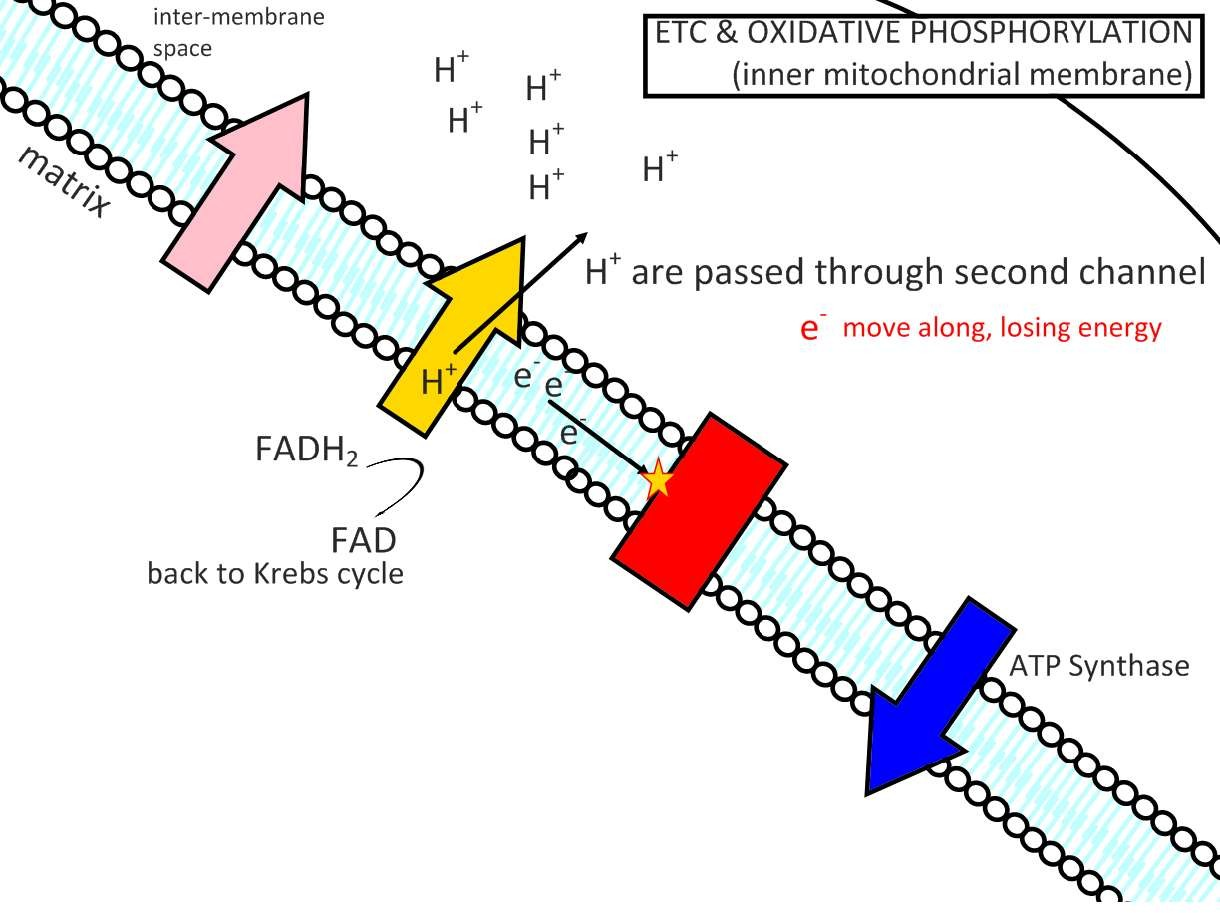 inter-membrane
space
ETC & OXIDATIVE PHOSPHORYLATION
(inner mitochondrial membrane)
H⁺
H⁺
H⁺
H⁺
H⁺
H⁺
matrix
H⁺ are passed through second channel
e⁻ move along, losing energy
H⁺
e⁻
e⁻
e⁻
FADH₂
FAD
back to Krebs cycle
ATP Synthase